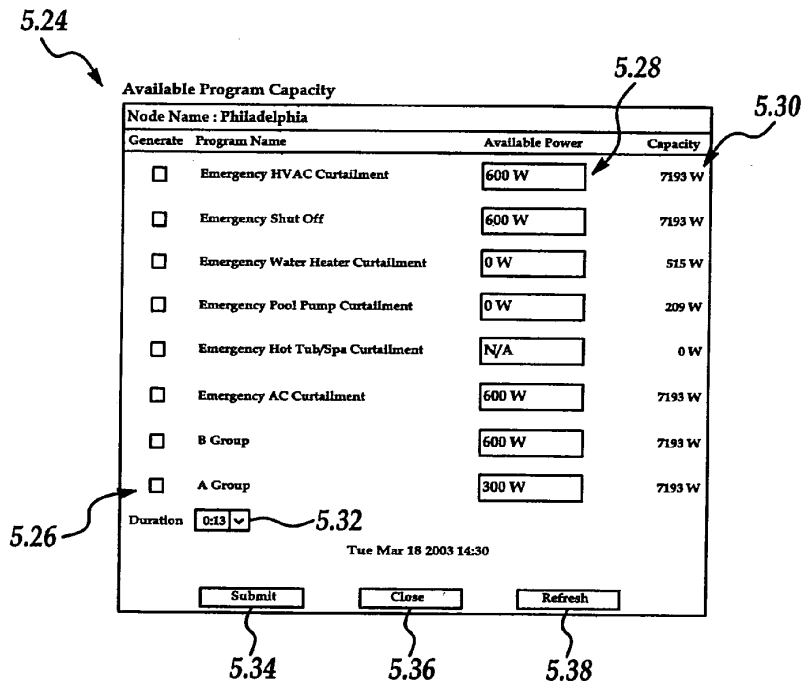 5.24
Available Program Capacity
5.28
5.30
Node Name : Philadelphia
Generate Program Name Available Power Capacity
Emergency HVAC Curtailment 600 W 7193 W
Emergency Shut Off 600 W 7193 W
Emergency Water Heater Curtailment 0 W 515 W
Emergency Pool Pump Curtailment 0 W 209 W
Emergency Hot Tub/Spa Curtailment N/A 0 W
Emergency AC Curtailment 600 W 7193 W
B Group 600 W 7193 W
A Group 300 W 7193 W
5.26
Duration 0:13 5.32
Tue Mar 18 2003 14:30
Submit Close Refresh
5.34 5.36 5.38